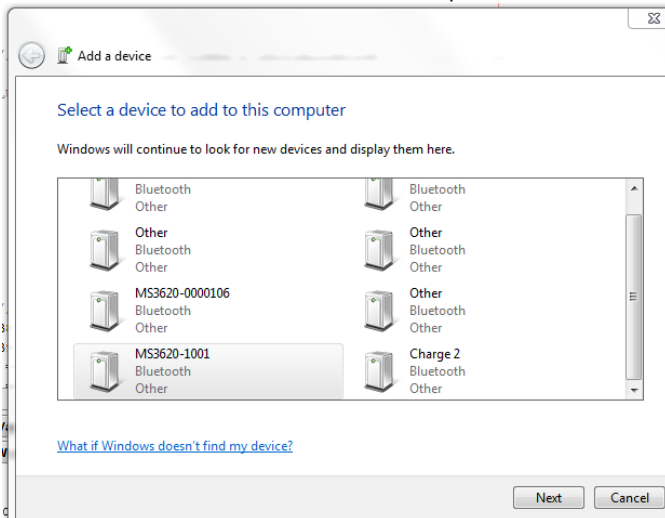 Add a device
Select a device to add to this computer
Windows will continue to look for new devices and display them here.
Bluetooth
Other
Bluetooth
Other
Other
Bluetooth
Other
Other
Bluetooth
Other
MS3620-0000106
Bluetooth
Other
Other
Bluetooth
Other
MS3620-1001
Bluetooth
Other
Charge 2
Bluetooth
Other
What if Windows doesn't find my device?
Next
Cancel